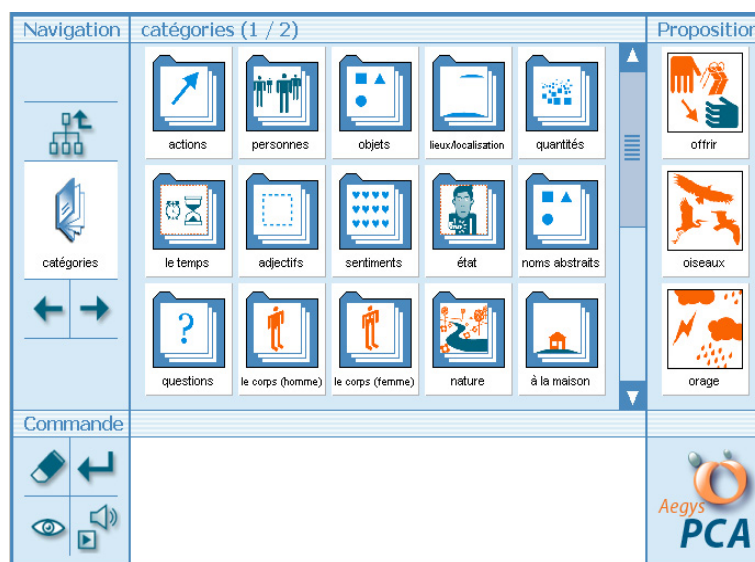 Navigation
catégories (1 / 2)
Proposition
actions
personnes
objets
lieux/localisation
quantités
offrir
catégories
le temps
adjectifs
sentiments
état
noms abstraits
oiseaux
questions
le corps (homme)
le corps (femme)
nature
à la maison
orage
Commande
Aegys
PCA